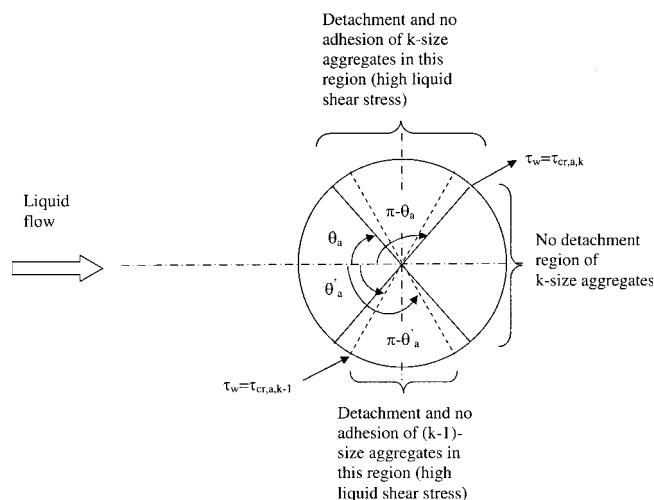 Detachment and no
adhesion of k-size
aggregates in this
region (high liquid
shear stress)
τw=τcr,a,k
Liquid
flow
π-θa
θa
No detachment
region of
k-size aggregates
θ'a
π-θ'a
τw=τcr,a,k-1
Detachment and no
adhesion of (k-1)-
size aggregates in
this region (high
liquid shear stress)